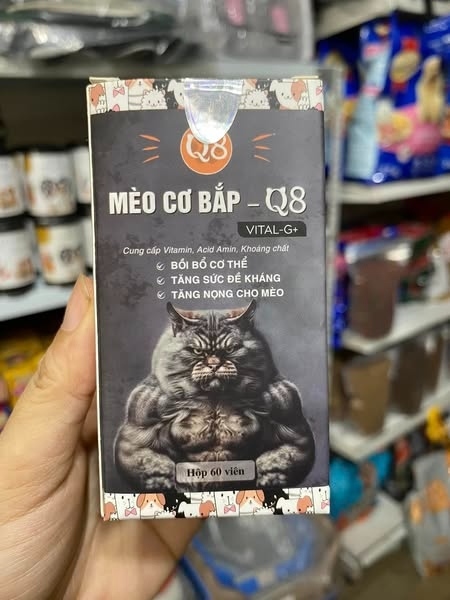 Q8
MÈO CƠ BẮP – Q8
VITAL-G+
Cung cấp Vitamin, Acid Amin, Khoáng chất
BỒI BỔ CƠ THỂ
TĂNG SỨC ĐỀ KHÁNG
TĂNG NỌNG CHO MÈO
Hộp 60 viên